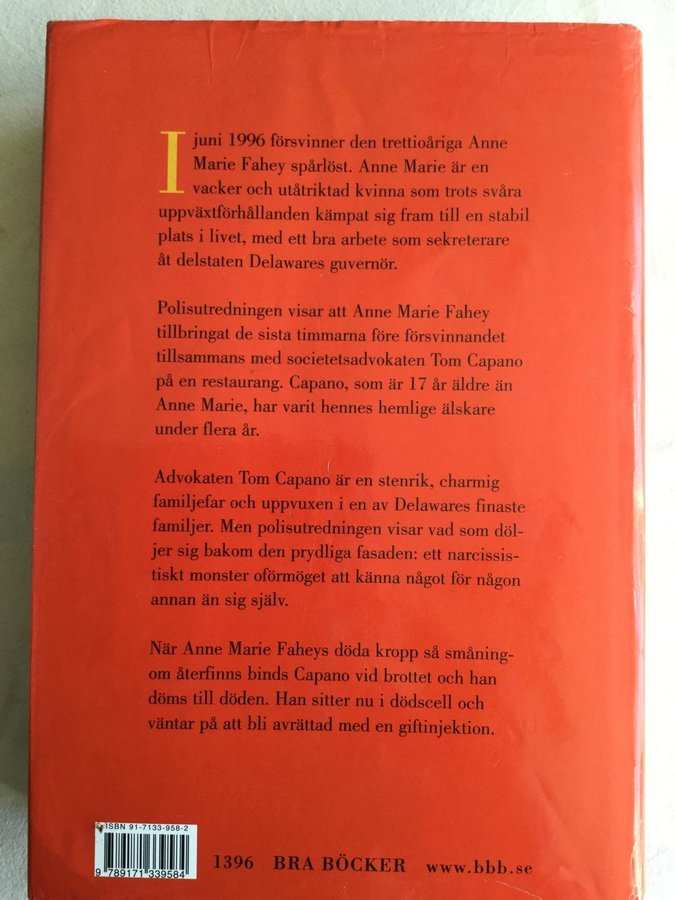 I juni 1996 försvinner den trettioåriga Anne
Marie Fahey spårlöst. Anne Marie är en
vacker och utåtriktad kvinna som trots svåra
uppväxtförhållanden kämpat sig fram till en stabil
plats i livet, med ett bra arbete som sekreterare
åt delstaten Delawares guvernör.
Polisutredningen visar att Anne Marie Fahey
tillbringat de sista timmarna före försvinnandet
tillsammans med societetsadvokaten Tom Capano
på en restaurang. Capano, som är 17 år äldre än
Anne Marie, har varit hennes hemlige älskare
under flera år.
Advokaten Tom Capano är en stenrik, charmig
familjefar och uppvuxen i en av Delawares finaste
familjer. Men polisutredningen visar vad som döl-
jer sig bakom den prydliga fasaden: ett narcissis-
tiskt monster oförmöget att känna något för någon
annan än sig själv.
När Anne Marie Faheys döda kropp så småning-
om återfinns binds Capano vid brottet och han
döms till döden. Han sitter nu i dödscell och
väntar på att bli avrättad med en giftinjektion.
ISBN 91-7133-958-2
9 789171 339584
1396 BRA BÖCKER www.bbb.se